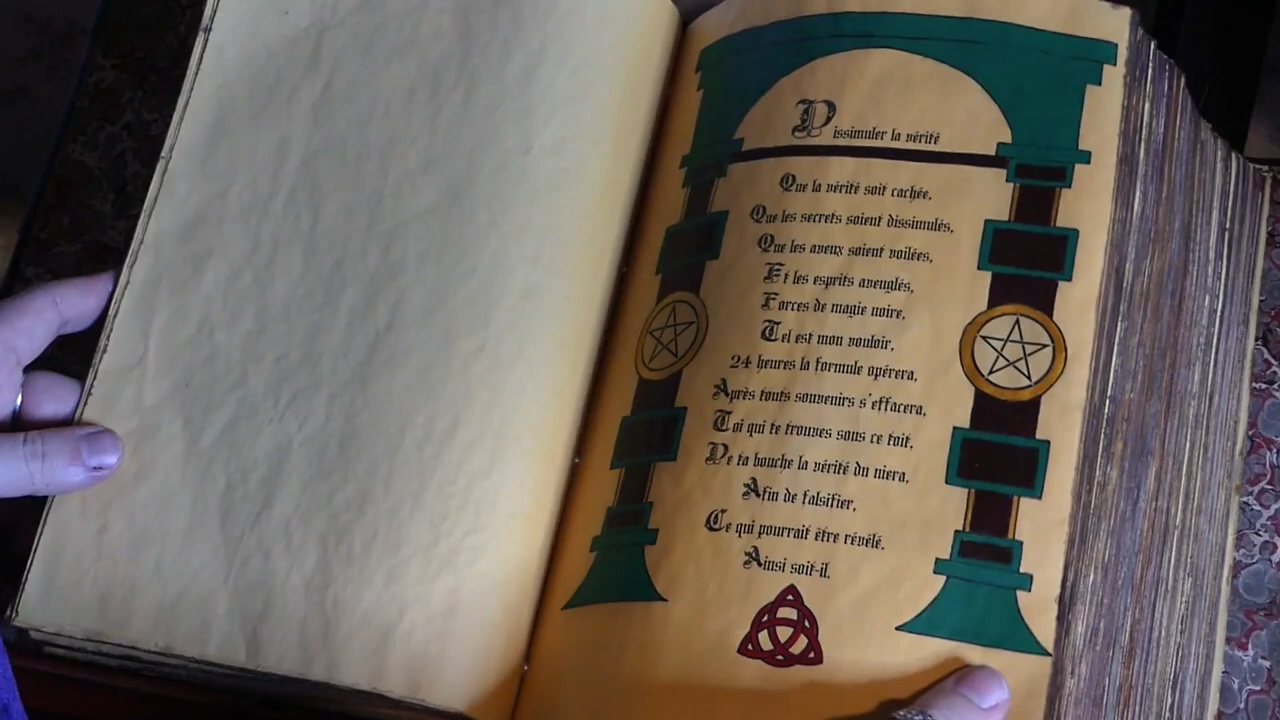 Dissimuler la vérité
Que la vérité soit cachée,
Que les secrets soient dissimulés,
Que les aveux soient voilées,
Et les esprits aveuglés,
Forces de magie noire,
Tel est mon vouloir,
24 heures la formule opérera,
Après touts souvenirs s'effacera,
Toi qui te trouves sous ce toit,
De ta bouche la vérité du niera,
Afin de falsifier,
Ce qui pourrait être révélé.
Ainsi soit-il.